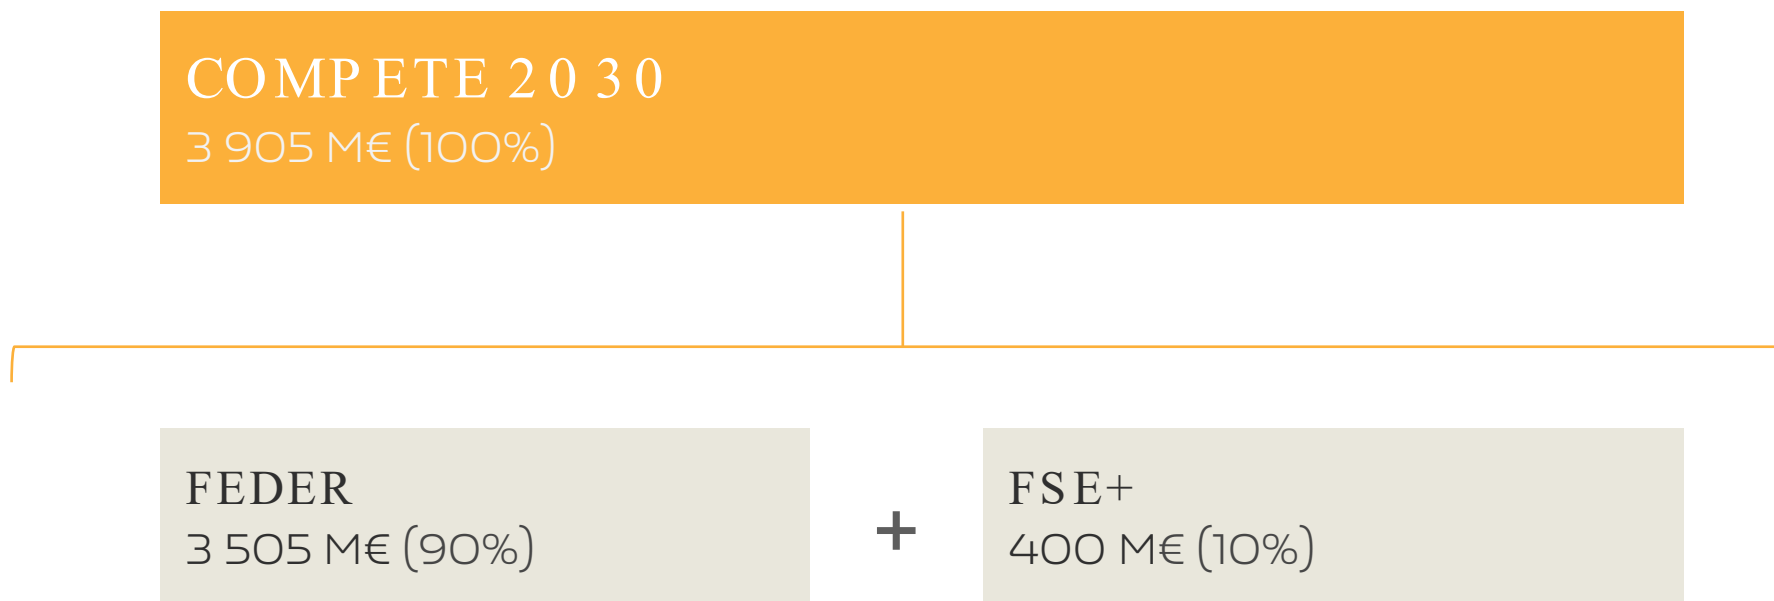 COMPETE 2030
3 905 M€ (100%)
FEDER
3 505 M€ (90%)
+
FSE+
400 M€ (10%)